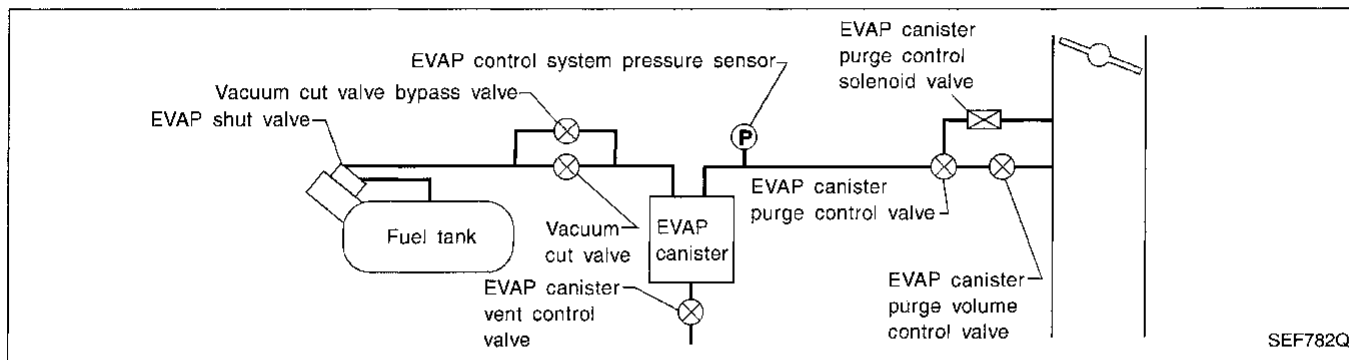 EVAP canister
purge control
solenoid valve
EVAP control system pressure sensor
Vacuum cut valve bypass valve
EVAP shut valve
P
EVAP canister
purge control valve
Fuel tank
Vacuum
cut valve
EVAP
canister
EVAP canister
vent control
valve
EVAP canister
purge volume
control valve
SEF782Q